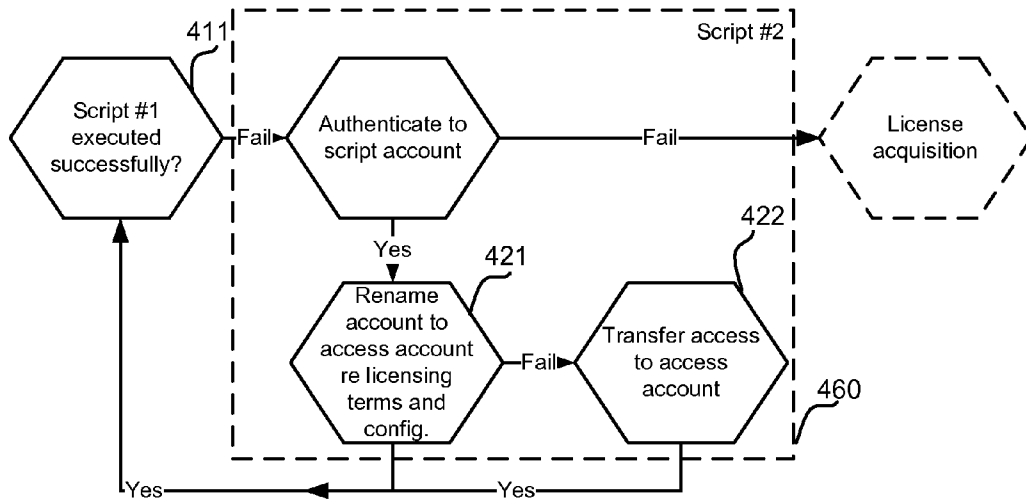 411
Script #2
Script #1
executed
successfully?
Fail
Authenticate to
script account
Fail
License
acquisition
Yes
421
422
Rename
account to
access account
re licensing
terms and
config.
Fail
Transfer access
to access
account
460
Yes
Yes